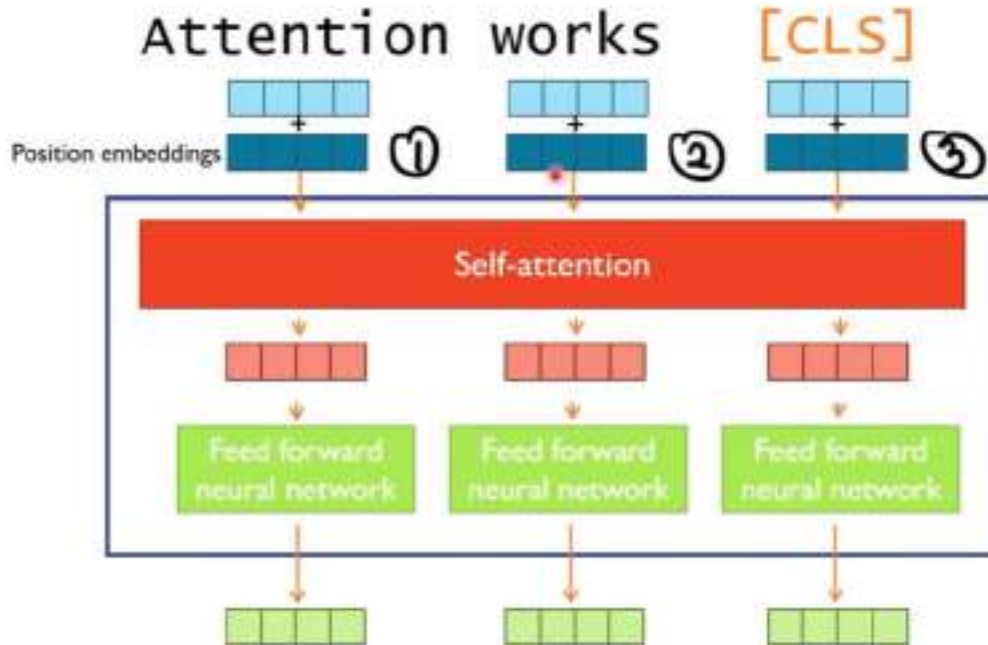 Attention works [CLS]
+ + +
Position embeddings 1 2 3
Self-attention
Feed forward neural network
Feed forward neural network
Feed forward neural network